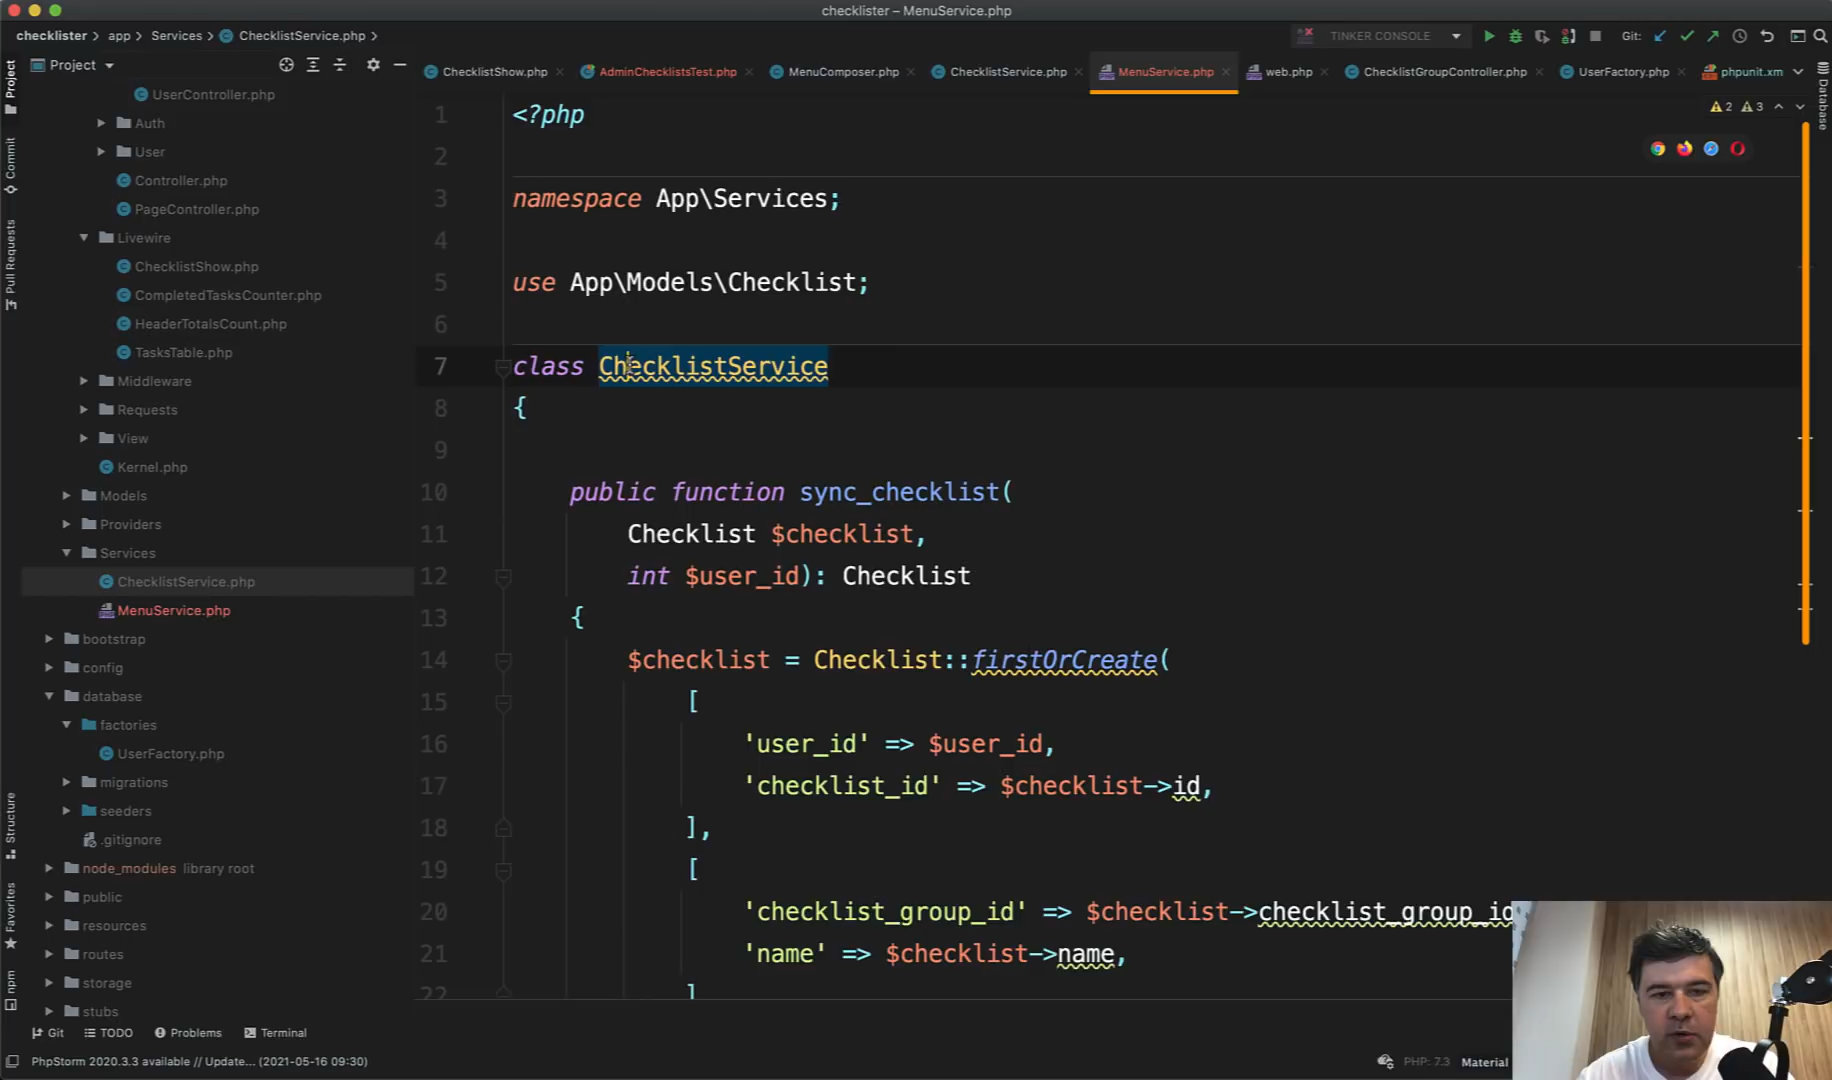 checklister – MenuService.php
checklister > app > Services > ChecklistService.php >
TINKER CONSOLE
Git:
Project
ChecklistShow.php
AdminChecklistsTest.php
MenuComposer.php
ChecklistService.php
MenuService.php
web.php
ChecklistGroupController.php
UserFactory.php
phpunit.xm
2 3
Project
Commit
Pull Requests
Structure
Favorites
npm
Database
UserController.php
Auth
User
Controller.php
PageController.php
Livewire
ChecklistShow.php
CompletedTasksCounter.php
HeaderTotalsCount.php
TasksTable.php
Middleware
Requests
View
Kernel.php
Models
Providers
Services
ChecklistService.php
MenuService.php
bootstrap
config
database
factories
UserFactory.php
migrations
seeders
.gitignore
node_modules library root
public
resources
routes
storage
stubs
1 <?php
2
3 namespace App\Services;
4
5 use App\Models\Checklist;
6
7 class ChecklistService
8 {
9
10 public function sync_checklist(
11 Checklist $checklist,
12 int $user_id): Checklist
13 {
14 $checklist = Checklist::firstOrCreate(
15 [
16 'user_id' => $user_id,
17 'checklist_id' => $checklist->id,
18 ],
19 [
20 'checklist_group_id' => $checklist->checklist_group_id
21 'name' => $checklist->name,
22 ]
Git TODO Problems Terminal
PhpStorm 2020.3.3 available // Update... (2021-05-16 09:30)
PHP: 7.3 Material